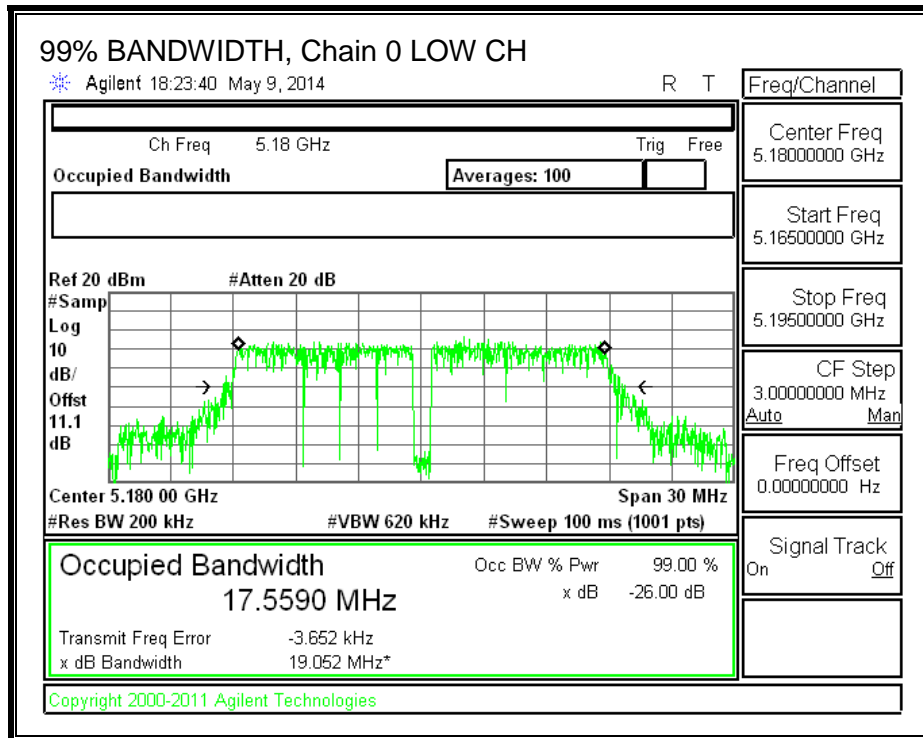 99% BANDWIDTH, Chain 0 LOW CH
Agilent 18:23:40 May 9, 2014 R T
Freq/Channel
Ch Freq 5.18 GHz Trig Free
Occupied Bandwidth Averages: 100
Center Freq
5.18000000 GHz
Start Freq
5.16500000 GHz
Stop Freq
5.19500000 GHz
CF Step
3.00000000 MHz
Auto Man
Freq Offset
0.00000000 Hz
Signal Track
On Off
Ref 20 dBm #Atten 20 dB
#Samp
Log
10
dB/
Offst
11.1
dB
Center 5.180 00 GHz Span 30 MHz
#Res BW 200 kHz #VBW 620 kHz #Sweep 100 ms (1001 pts)
Occupied Bandwidth Occ BW % Pwr 99.00 %
17.5590 MHz x dB -26.00 dB
Transmit Freq Error -3.652 kHz
x dB Bandwidth 19.052 MHz*
Copyright 2000-2011 Agilent Technologies